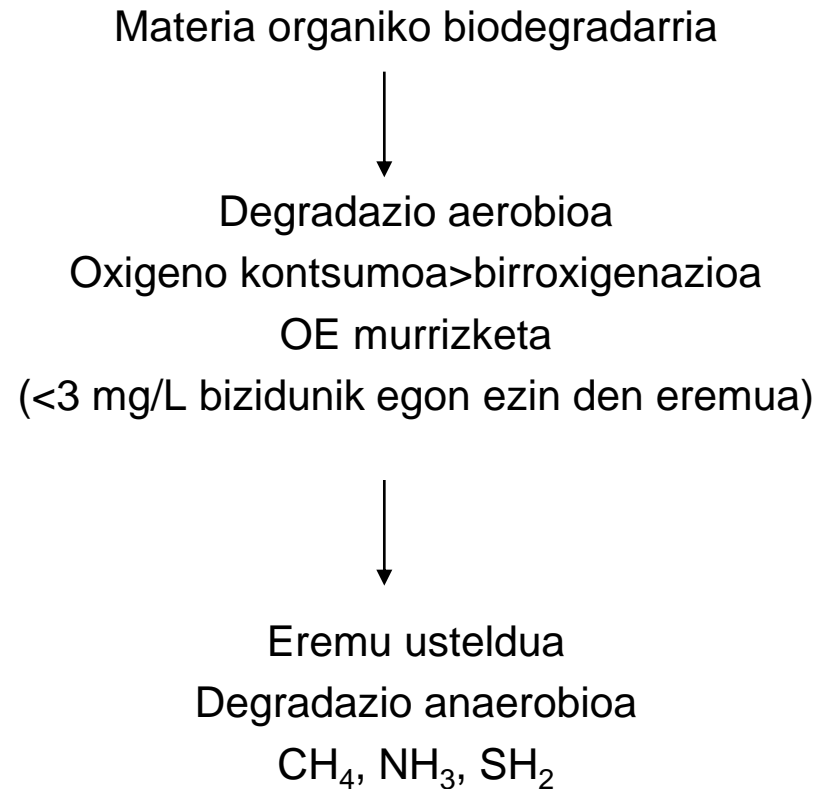 Materia organiko biodegradarria
Degradazio aerobioa
Oxigeno kontsumoa>birroxigenazioa
OE murrizketa
(<3 mg/L bizidunik egon ezin den eremua)
Eremu usteldua
Degradazio anaerobioa
CH₄, NH₃, SH₂